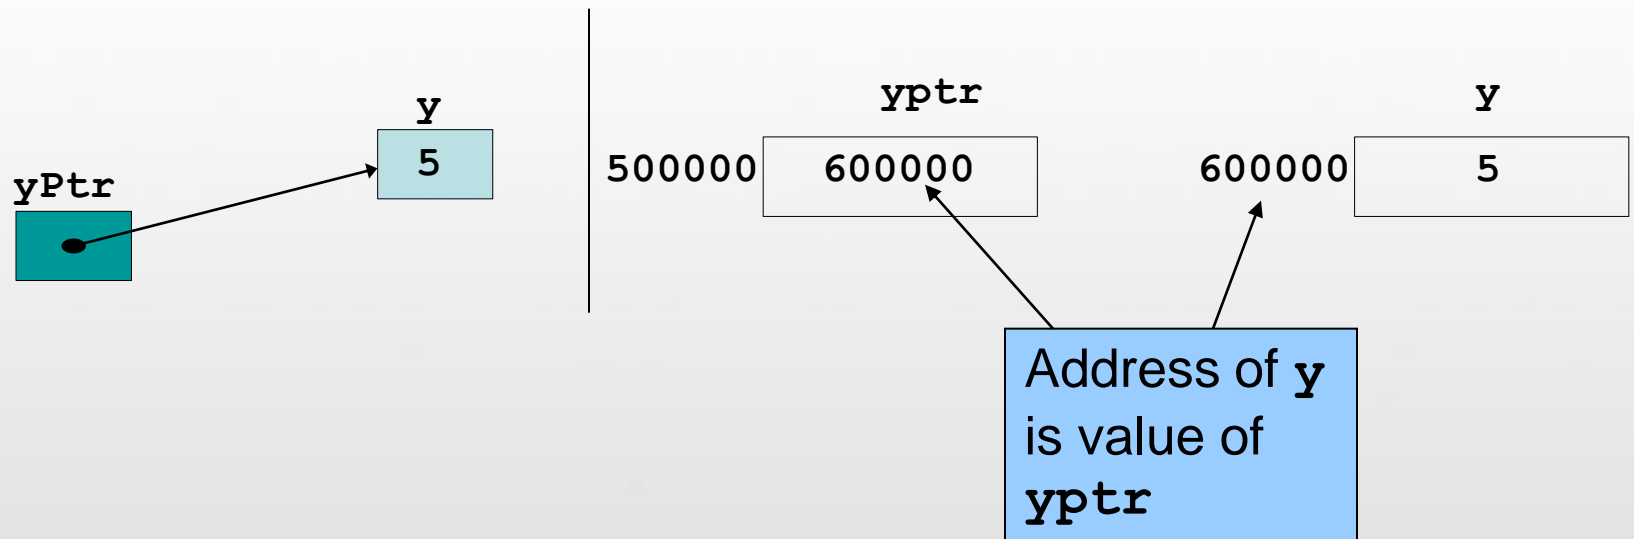 yPtr
y
5
yptr
500000 600000
y
600000 5
Address of y
is value of
yptr